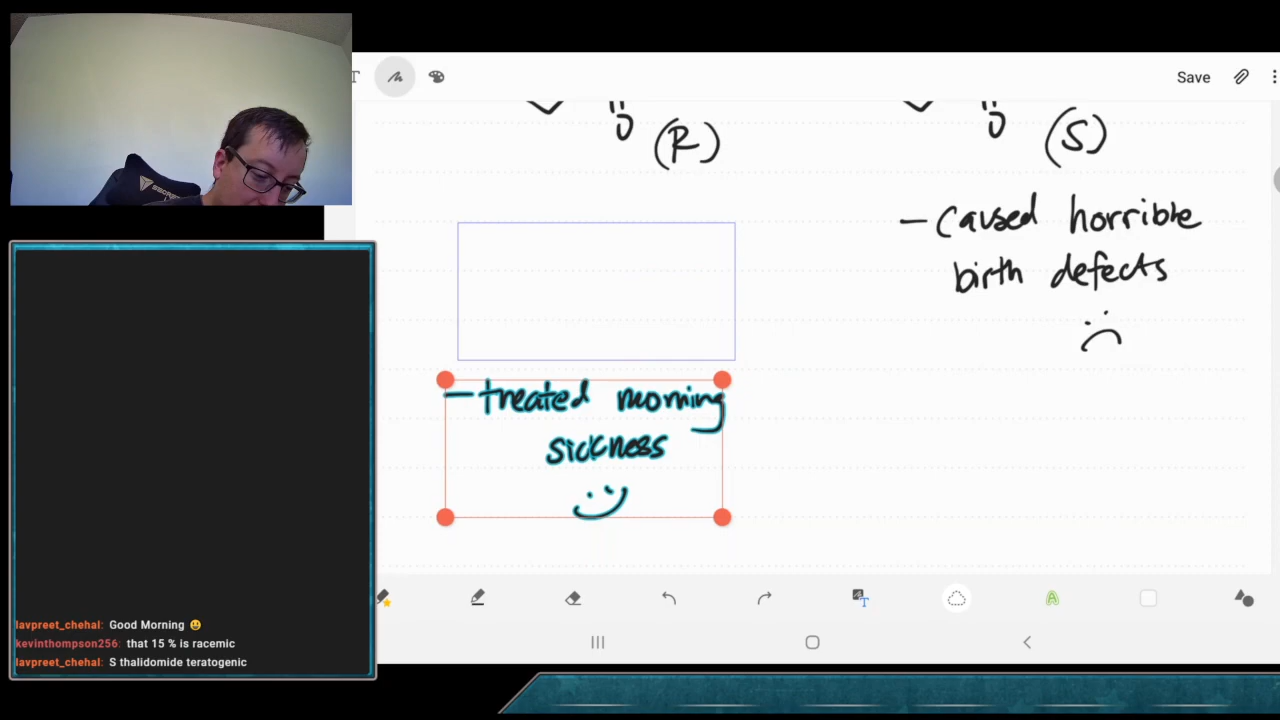 T
Save
(R)
(S)
- caused horrible
birth defects
- treated morning
sickness
T
A
lavpreet_chehal: Good Morning 😃
kevinthompson256: that 15 % is racemic
lavpreet_chehal: S thalidomide teratogenic